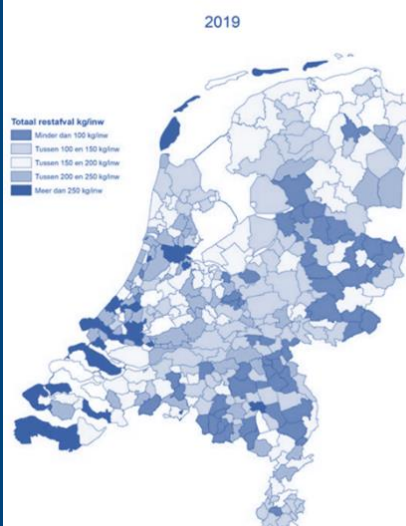 2019
Totaal restafval kg/inw
Minder dan 100 kg/inw
Tussen 100 en 150 kg/inw
Tussen 150 en 200 kg/inw
Tussen 200 en 250 kg/inw
Meer dan 250 kg/inw